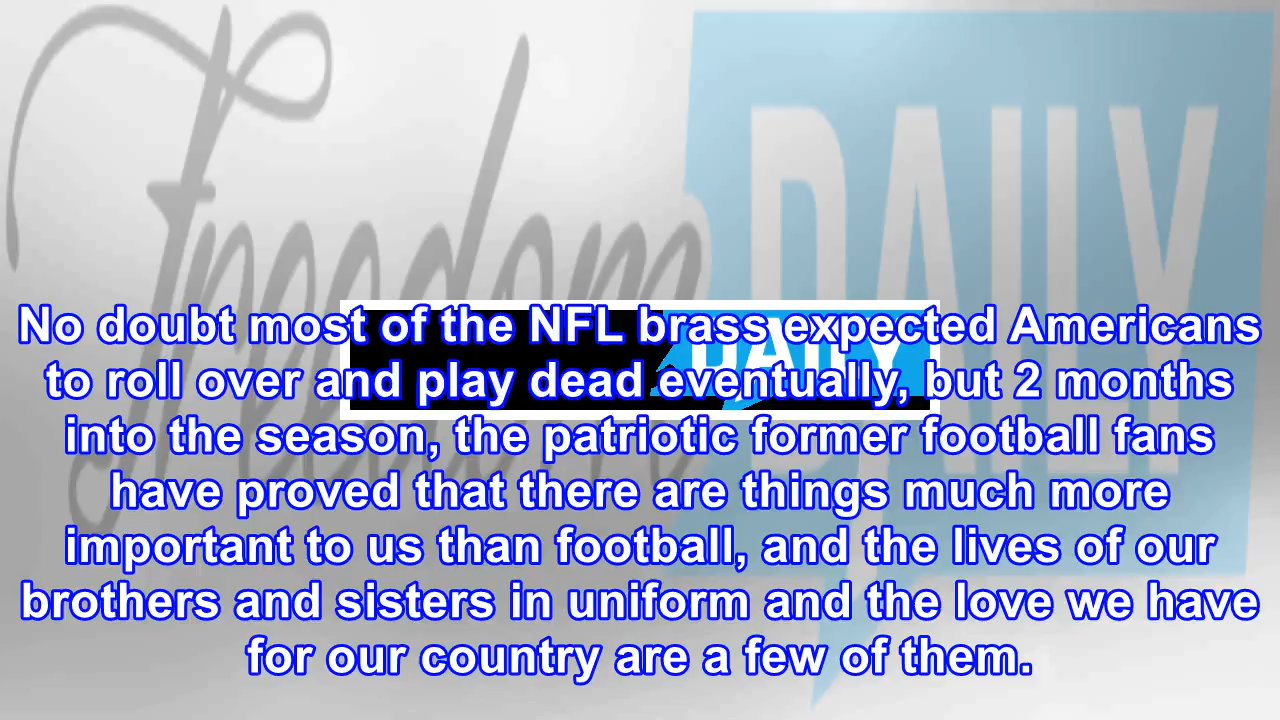 Freedom DAILY
DAILY
No doubt most of the NFL brass expected Americans
to roll over and play dead eventually, but 2 months
into the season, the patriotic former football fans
have proved that there are things much more
important to us than football, and the lives of our
brothers and sisters in uniform and the love we have
for our country are a few of them.